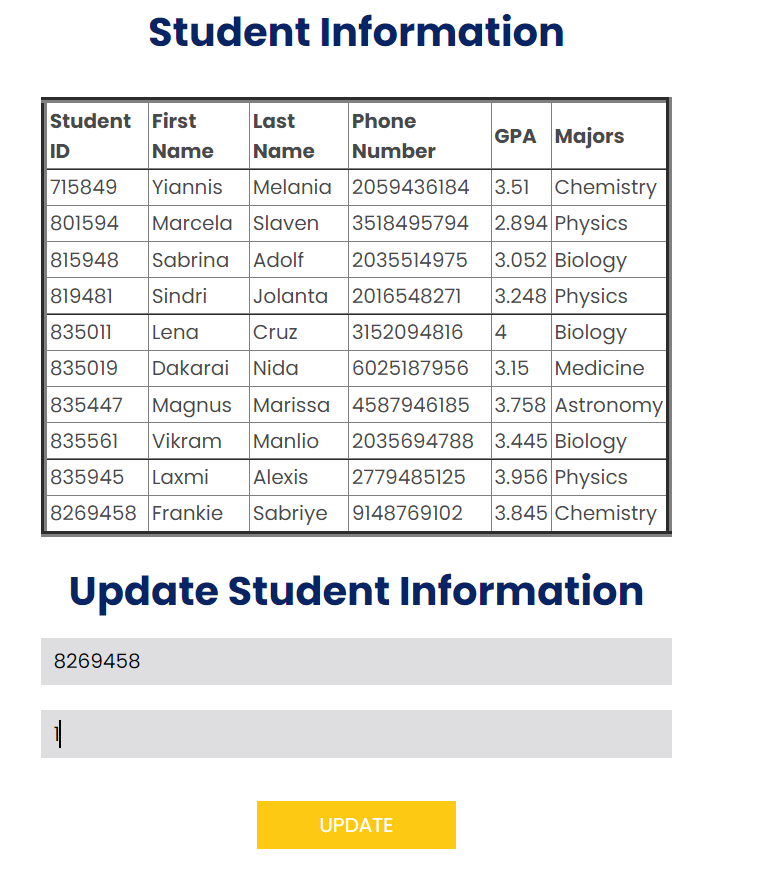 Student Information
Student ID First Name Last Name Phone Number GPA Majors
715849 Yiannis Melania 2059436184 3.51 Chemistry
801594 Marcela Slaven 3518495794 2.894 Physics
815948 Sabrina Adolf 2035514975 3.052 Biology
819481 Sindri Jolanta 2016548271 3.248 Physics
835011 Lena Cruz 3152094816 4 Biology
835019 Dakarai Nida 6025187956 3.15 Medicine
835447 Magnus Marissa 4587946185 3.758 Astronomy
835561 Vikram Manlio 2035694788 3.445 Biology
835945 Laxmi Alexis 2779485125 3.956 Physics
8269458 Frankie Sabriye 9148769102 3.845 Chemistry
Update Student Information
8269458
1
UPDATE